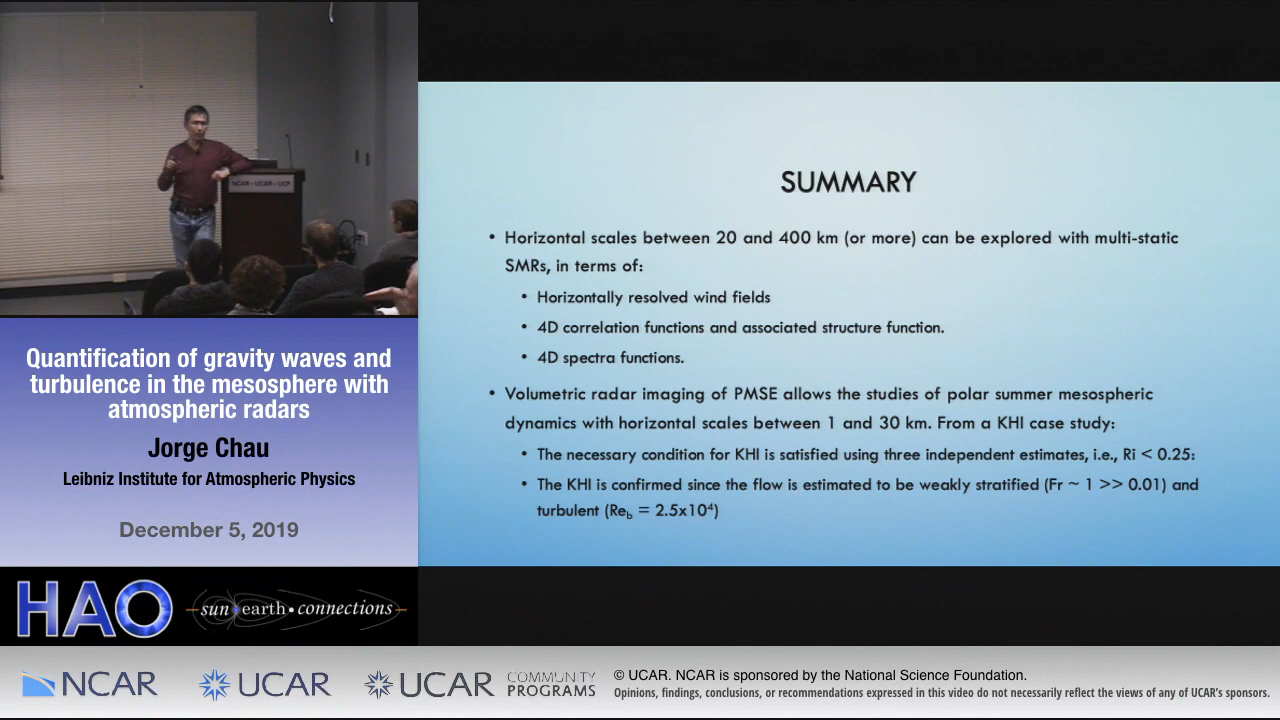 NCAR - UCAR - UCP
Quantification of gravity waves and
turbulence in the mesosphere with
atmospheric radars
Jorge Chau
Leibniz Institute for Atmospheric Physics
December 5, 2019
HAO
sun•earth•connections
SUMMARY
• Horizontal scales between 20 and 400 km (or more) can be explored with multi-static
SMRs, in terms of:
• Horizontally resolved wind fields
• 4D correlation functions and associated structure function.
• 4D spectra functions.
• Volumetric radar imaging of PMSE allows the studies of polar summer mesospheric
dynamics with horizontal scales between 1 and 30 km. From a KHI case study:
• The necessary condition for KHI is satisfied using three independent estimates, i.e., Ri < 0.25:
• The KHI is confirmed since the flow is estimated to be weakly stratified (Fr ~ 1 >> 0.01) and
turbulent (Reb = 2.5x10⁴)
NCAR
UCAR
UCAR
COMMUNITY
PROGRAMS
© UCAR. NCAR is sponsored by the National Science Foundation.
Opinions, findings, conclusions, or recommendations expressed in this video do not necessarily reflect the views of any of UCAR's sponsors.